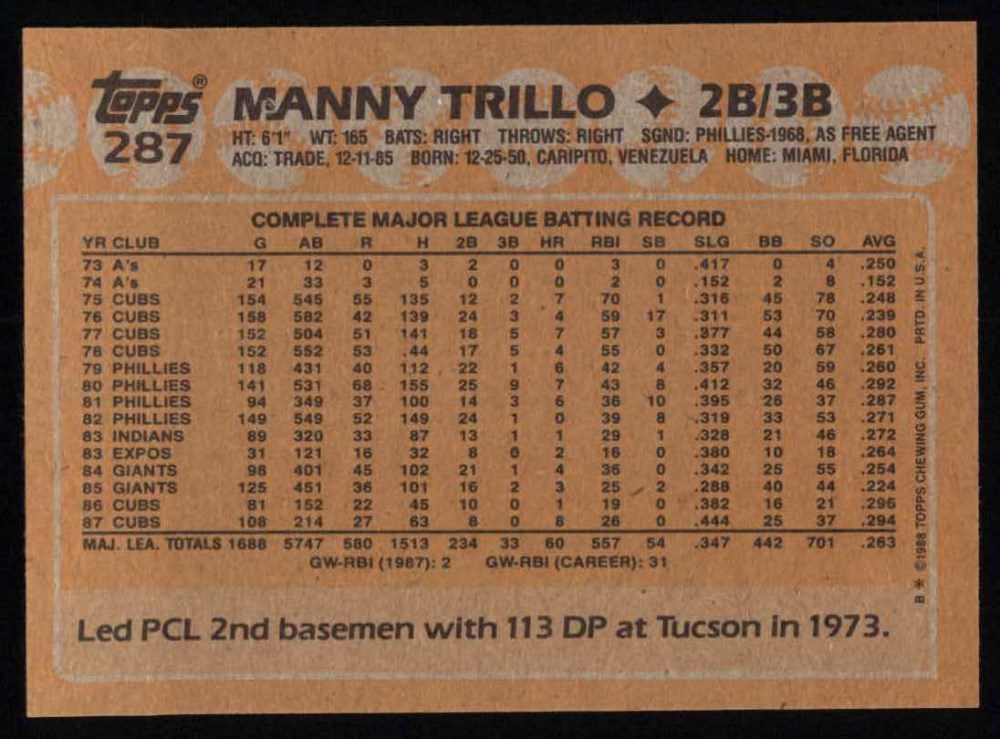 Topps®
287
MANNY TRILLO ✦ 2B/3B
HT: 6'1" WT: 165 BATS: RIGHT THROWS: RIGHT SGND: PHILLIES-1968, AS FREE AGENT
ACQ: TRADE, 12-11-85 BORN: 12-25-50, CARIPITO, VENEZUELA HOME: MIAMI, FLORIDA
COMPLETE MAJOR LEAGUE BATTING RECORD
YR CLUB G AB R H 2B 3B HR RBI SB SLG BB SO AVG
73 A's 17 12 0 3 2 0 0 3 0 .417 0 4 .250
74 A's 21 33 3 5 0 0 0 2 0 .152 2 8 .152
75 CUBS 154 545 55 135 12 2 7 70 1 .316 45 78 .248
76 CUBS 158 582 42 139 24 3 4 59 17 .311 53 70 .239
77 CUBS 152 504 51 141 18 5 7 57 3 .377 44 58 .280
78 CUBS 152 552 53 .44 17 5 4 55 0 .332 50 67 .261
79 PHILLIES 118 431 40 112 22 1 6 42 4 .357 20 59 .260
80 PHILLIES 141 531 68 155 25 9 7 43 8 .412 32 46 .292
81 PHILLIES 94 349 37 100 14 3 6 36 10 .395 26 37 .287
82 PHILLIES 149 549 52 149 24 1 0 39 8 .319 33 53 .271
83 INDIANS 89 320 33 87 13 1 1 29 1 .328 21 46 .272
83 EXPOS 31 121 16 32 8 0 2 16 0 .380 10 18 .264
84 GIANTS 98 401 45 102 21 1 4 36 0 .342 25 55 .254
85 GIANTS 125 451 36 101 16 2 3 25 2 .288 40 44 .224
86 CUBS 81 152 22 45 10 0 1 19 0 .382 16 21 .296
87 CUBS 108 214 27 63 8 0 8 26 0 .444 25 37 .294
MAJ. LEA. TOTALS 1688 5747 580 1513 234 33 60 557 54 .347 442 701 .263
GW-RBI (1987): 2 GW-RBI (CAREER): 31
Led PCL 2nd basemen with 113 DP at Tucson in 1973.
B * ©1988 TOPPS CHEWING GUM, INC. PRTD. IN U.S.A.